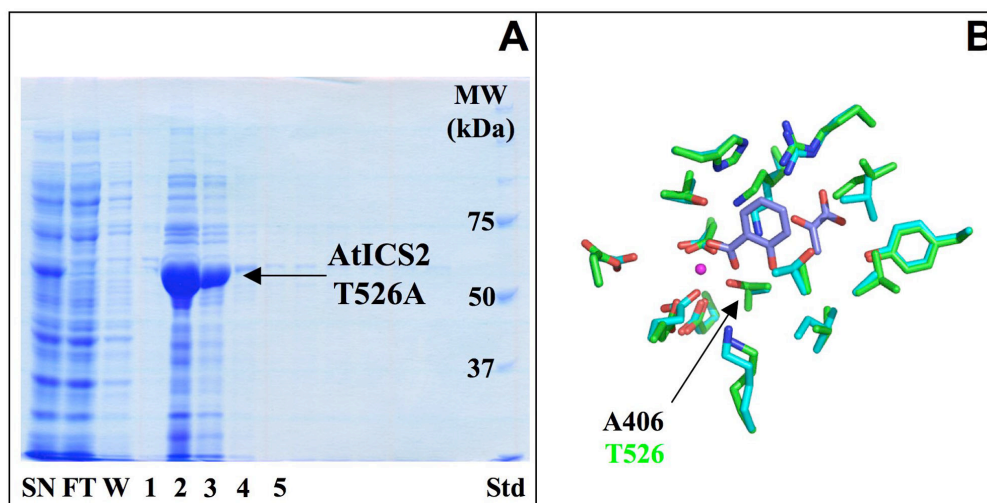 A
MW
(kDa)
75
AtICS2
T526A
50
37
SN FT W 1 2 3 4 5 Std
B
A406
T526